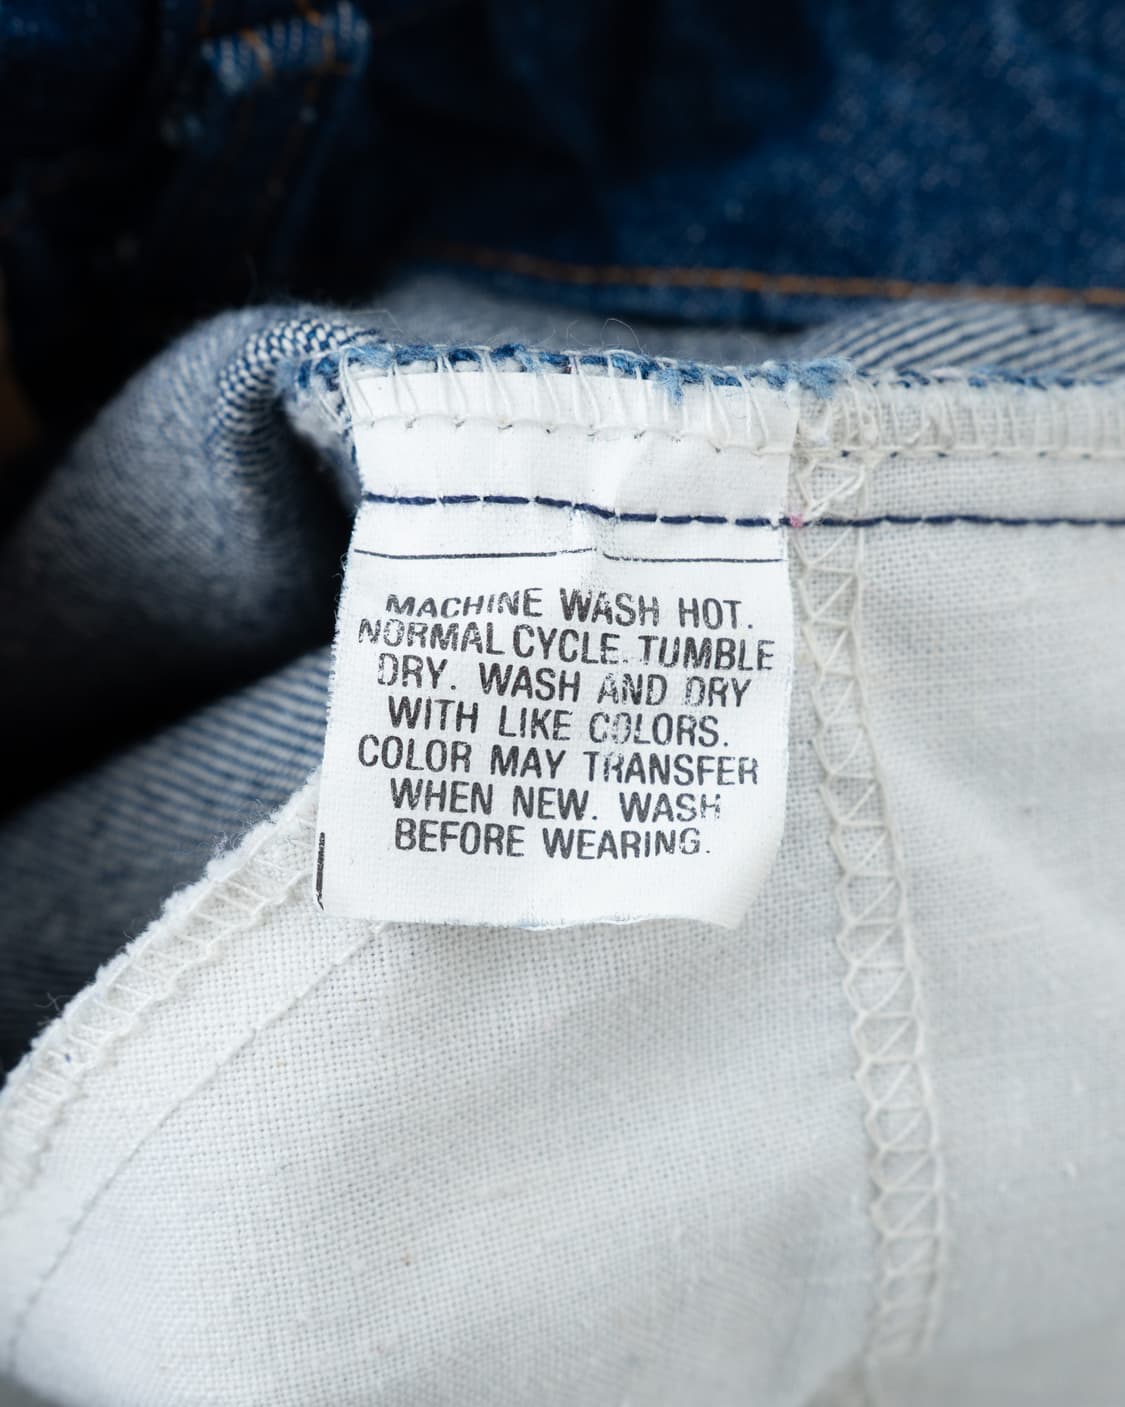 MACHINE WASH HOT.
NORMAL CYCLE. TUMBLE
DRY. WASH AND DRY
WITH LIKE COLORS.
COLOR MAY TRANSFER
WHEN NEW. WASH
BEFORE WEARING.